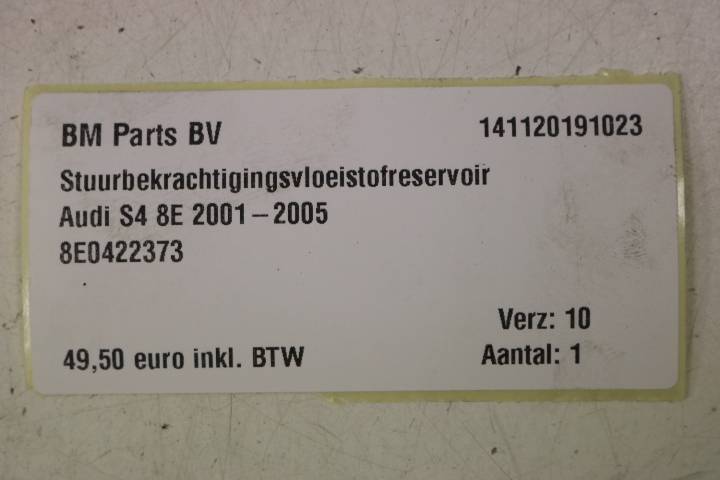 BM Parts BV 141120191023
Stuurbekrachtigingsvloeistofreservoir
Audi S4 8E 2001-2005
8E0422373
Verz: 10
49,50 euro inkl. BTW Aantal: 1